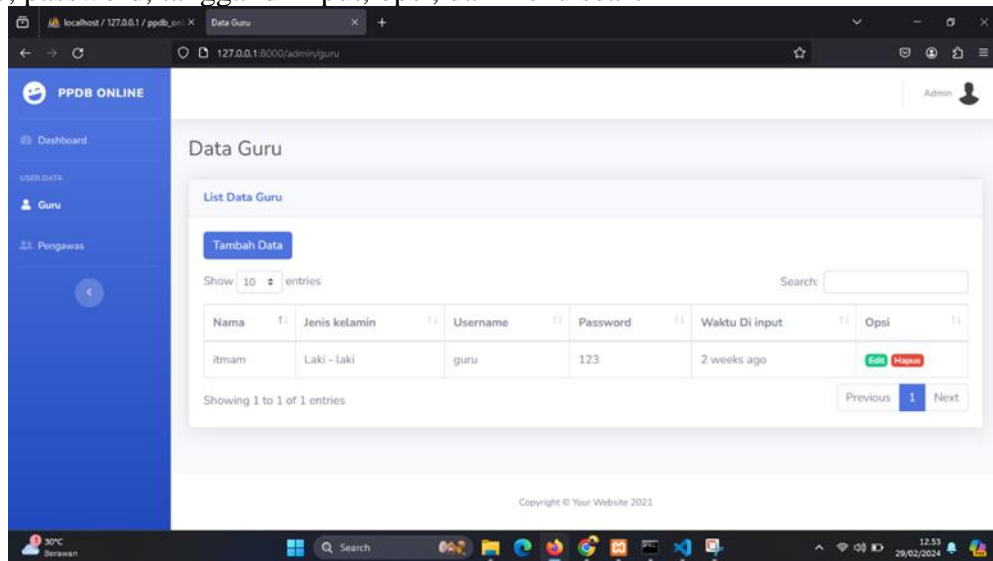 localhost / 127.0.0.1 / ppdb_onl
Data Guru
127.0.0.1:8000/admin/guru
PPDB ONLINE
Admin
Dashboard
Data Guru
USER DATA
Guru
List Data Guru
Pengawas
Tambah Data
Show 10 entries
Search:
Nama Jenis kelamin Username Password Waktu Di input Opsi
itmam Laki - laki guru 123 2 weeks ago Edit Hapus
Showing 1 to 1 of 1 entries
Previous 1 Next
Copyright © Your Website 2021
30°C
Berawan
Search
12.53
29/02/2024